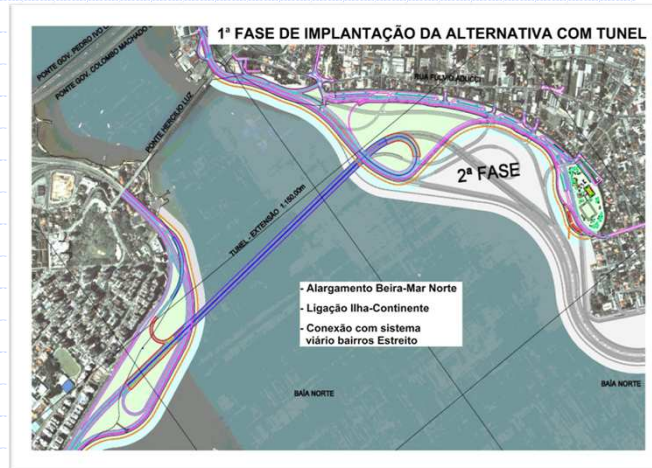 1ª FASE DE IMPLANTAÇÃO DA ALTERNATIVA COM TUNEL
PONTE GOV. PEDRO IVO
PONTE GOV. COLOMBO MACHADO
RUA FULVIO ADUCCI
PONTE HERCILIO LUZ
2ª FASE
TUNEL - EXTENSÃO 1.150,00m
- Alargamento Beira-Mar Norte
- Ligação Ilha-Continente
- Conexão com sistema
viário bairros Estreito
BAÍA NORTE
BAÍA NORTE